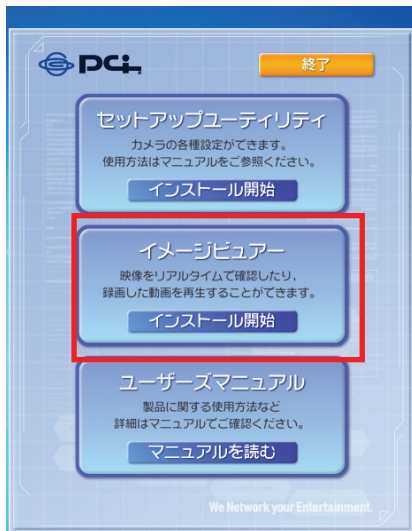 PCi
終了
セットアップユーティリティ
カメラの各種設定ができます。
使用方法はマニュアルをご参照ください。
インストール開始
イメージビュアー
映像をリアルタイムで確認したり、
録画した動画を再生することができます。
インストール開始
ユーザーズマニュアル
製品に関する使用方法など
詳細はマニュアルでご確認ください。
マニュアルを読む
We Network your Entertainment.